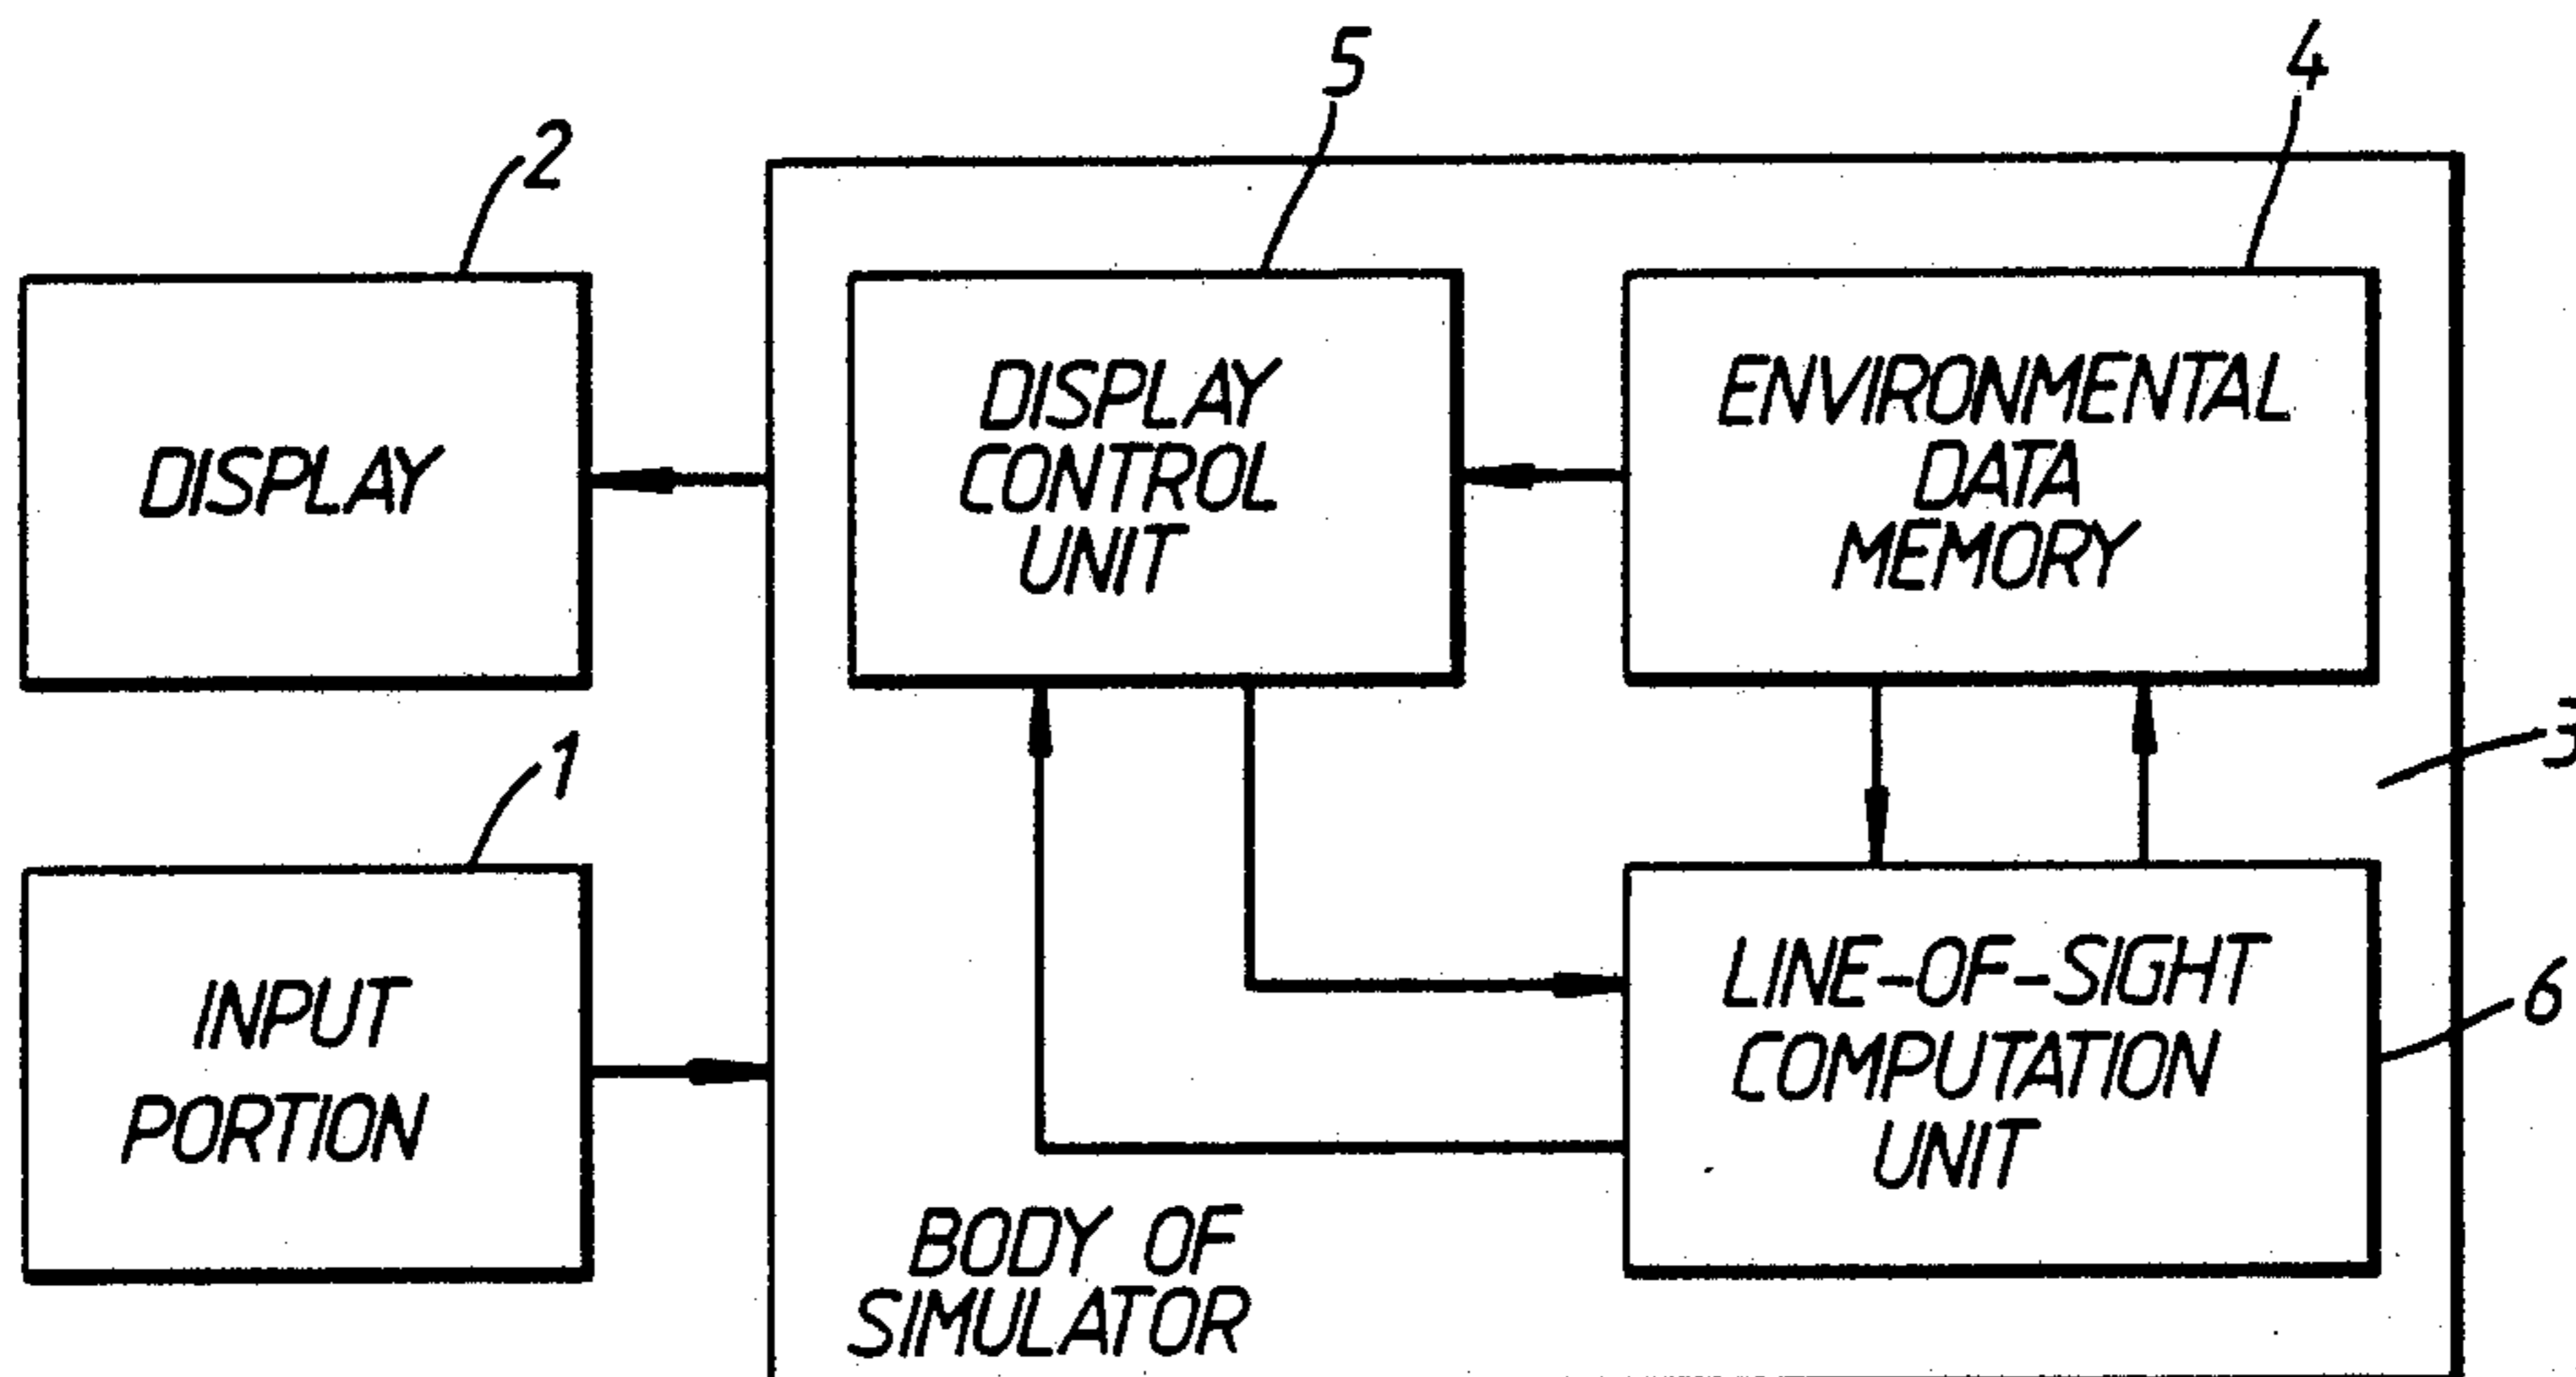 5
4
2
DISPLAY
DISPLAY
CONTROL
UNIT
ENVIRONMENTAL
DATA
MEMORY
3
1
INPUT
PORTION
LINE-OF-SIGHT
COMPUTATION
UNIT
6
BODY OF
SIMULATOR